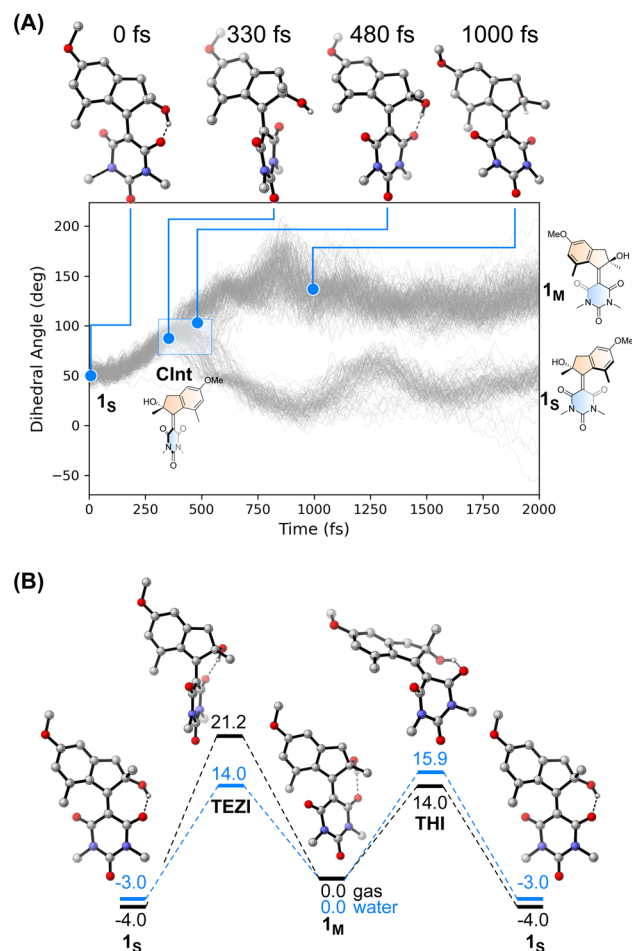 (A)
0 fs
330 fs
480 fs
1000 fs
Dihedral Angle (deg)
200
150
100
50
0
−50
1S
CInt
OMe
HO
O
O
N
N
O
MeO
OH
O
O
N
N
O
1M
OMe
HO
O
O
N
N
O
1S
0
250
500
750
1000
1250
1500
1750
2000
Time (fs)
(B)
21.2
14.0
TEZI
15.9
14.0
THI
-3.0
-4.0
1S
0.0 gas
0.0 water
1M
-3.0
-4.0
1S